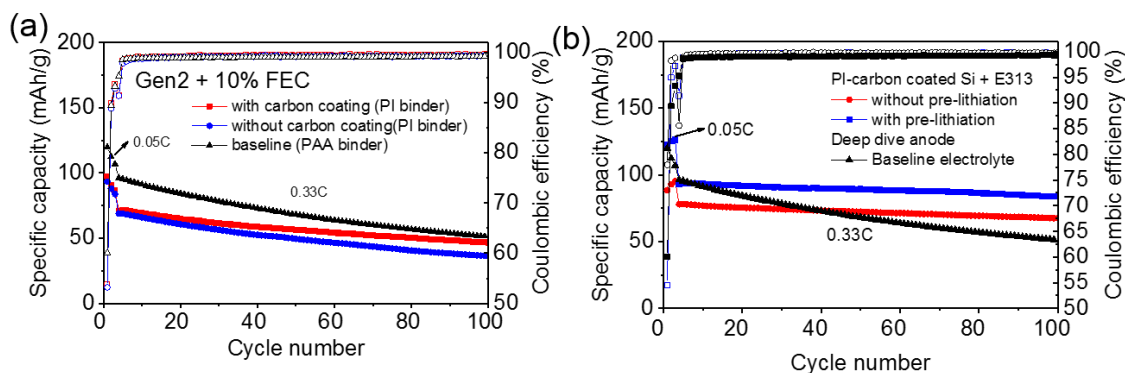 (a)
200
150
100
50
0
Specific capacity (mAh/g)
Gen2 + 10% FEC
with carbon coating (PI binder)
without carbon coating(PI binder)
baseline (PAA binder)
0.05C
0.33C
100
90
80
70
60
50
Coulombic efficiency (%)
0 20 40 60 80 100
Cycle number
(b)
200
150
100
50
0
Specific capacity (mAh/g)
PI-carbon coated Si + E313
without pre-lithiation
with pre-lithiation
Deep dive anode
Baseline electrolyte
0.05C
0.33C
100
95
90
85
80
75
70
65
60
55
50
Coulombic efficiency (%)
0 20 40 60 80 100
Cycle number